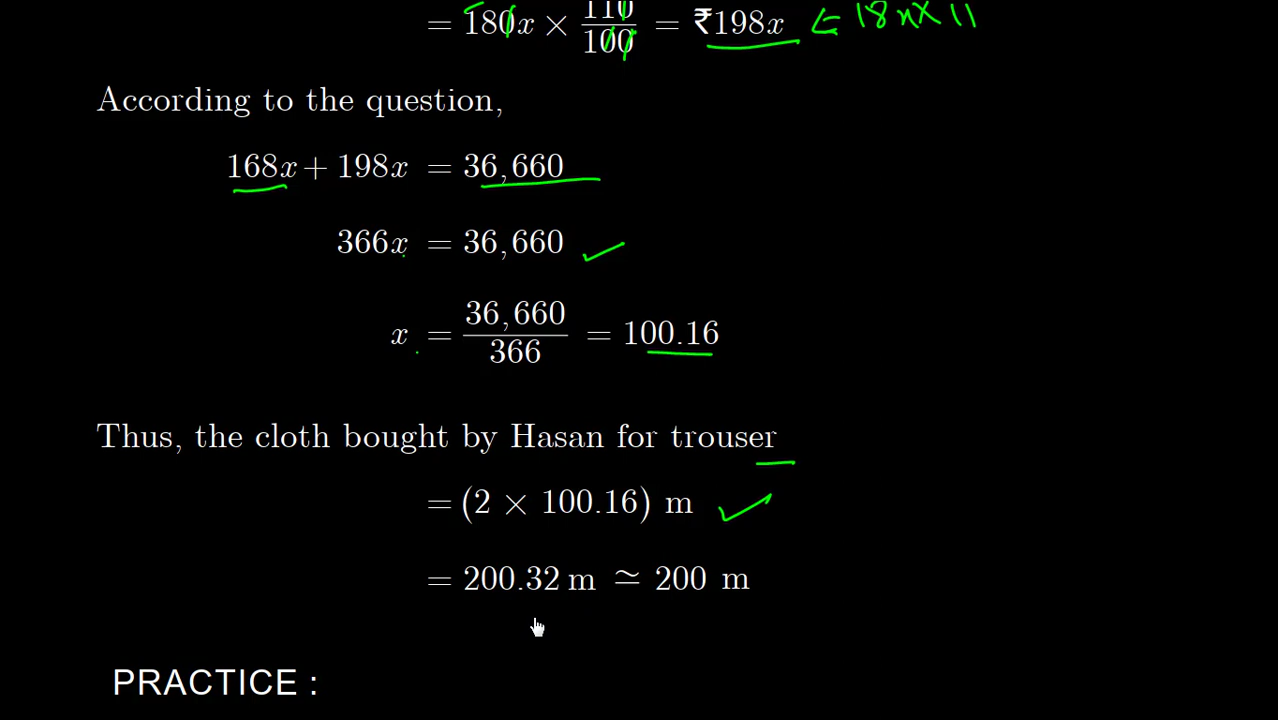 = 180x × 110/100 = ₹198x ⇐ 18x × 11
According to the question,
168x + 198x = 36,660
366x = 36,660
x = 36,660/366 = 100.16
Thus, the cloth bought by Hasan for trouser
= (2 × 100.16) m
= 200.32 m ≃ 200 m
PRACTICE :